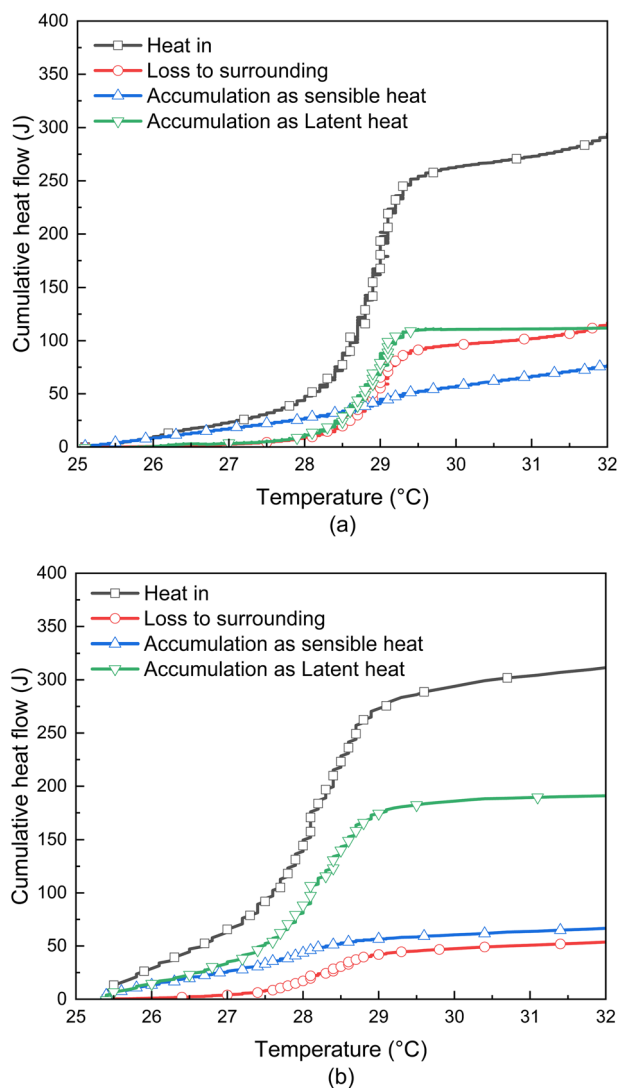 400
350
300
250
200
150
100
50
0
Cumulative heat flow (J)
Heat in
Loss to surrounding
Accumulation as sensible heat
Accumulation as Latent heat
25 26 27 28 29 30 31 32
Temperature (°C)
(a)
400
350
300
250
200
150
100
50
0
Cumulative heat flow (J)
Heat in
Loss to surrounding
Accumulation as sensible heat
Accumulation as Latent heat
25 26 27 28 29 30 31 32
Temperature (°C)
(b)